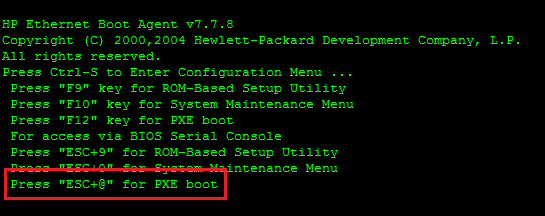 HP Ethernet Boot Agent v7.7.8
Copyright (C) 2000,2004 Hewlett-Packard Development Company, L.P.
All rights reserved.
Press Ctrl-S to Enter Configuration Menu ...
Press "F9" key for ROM-Based Setup Utility
Press "F10" key for System Maintenance Menu
Press "F12" key for PXE boot
For access via BIOS Serial Console
Press "ESC+9" for ROM-Based Setup Utility
Press "ESC+0" for System Maintenance Menu
Press "ESC+@" for PXE boot